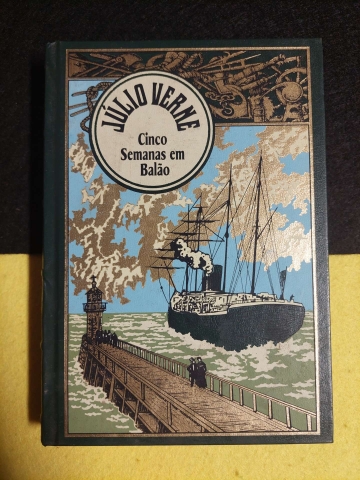 JÚLIO VERNE
Cinco
Semanas em
Balão